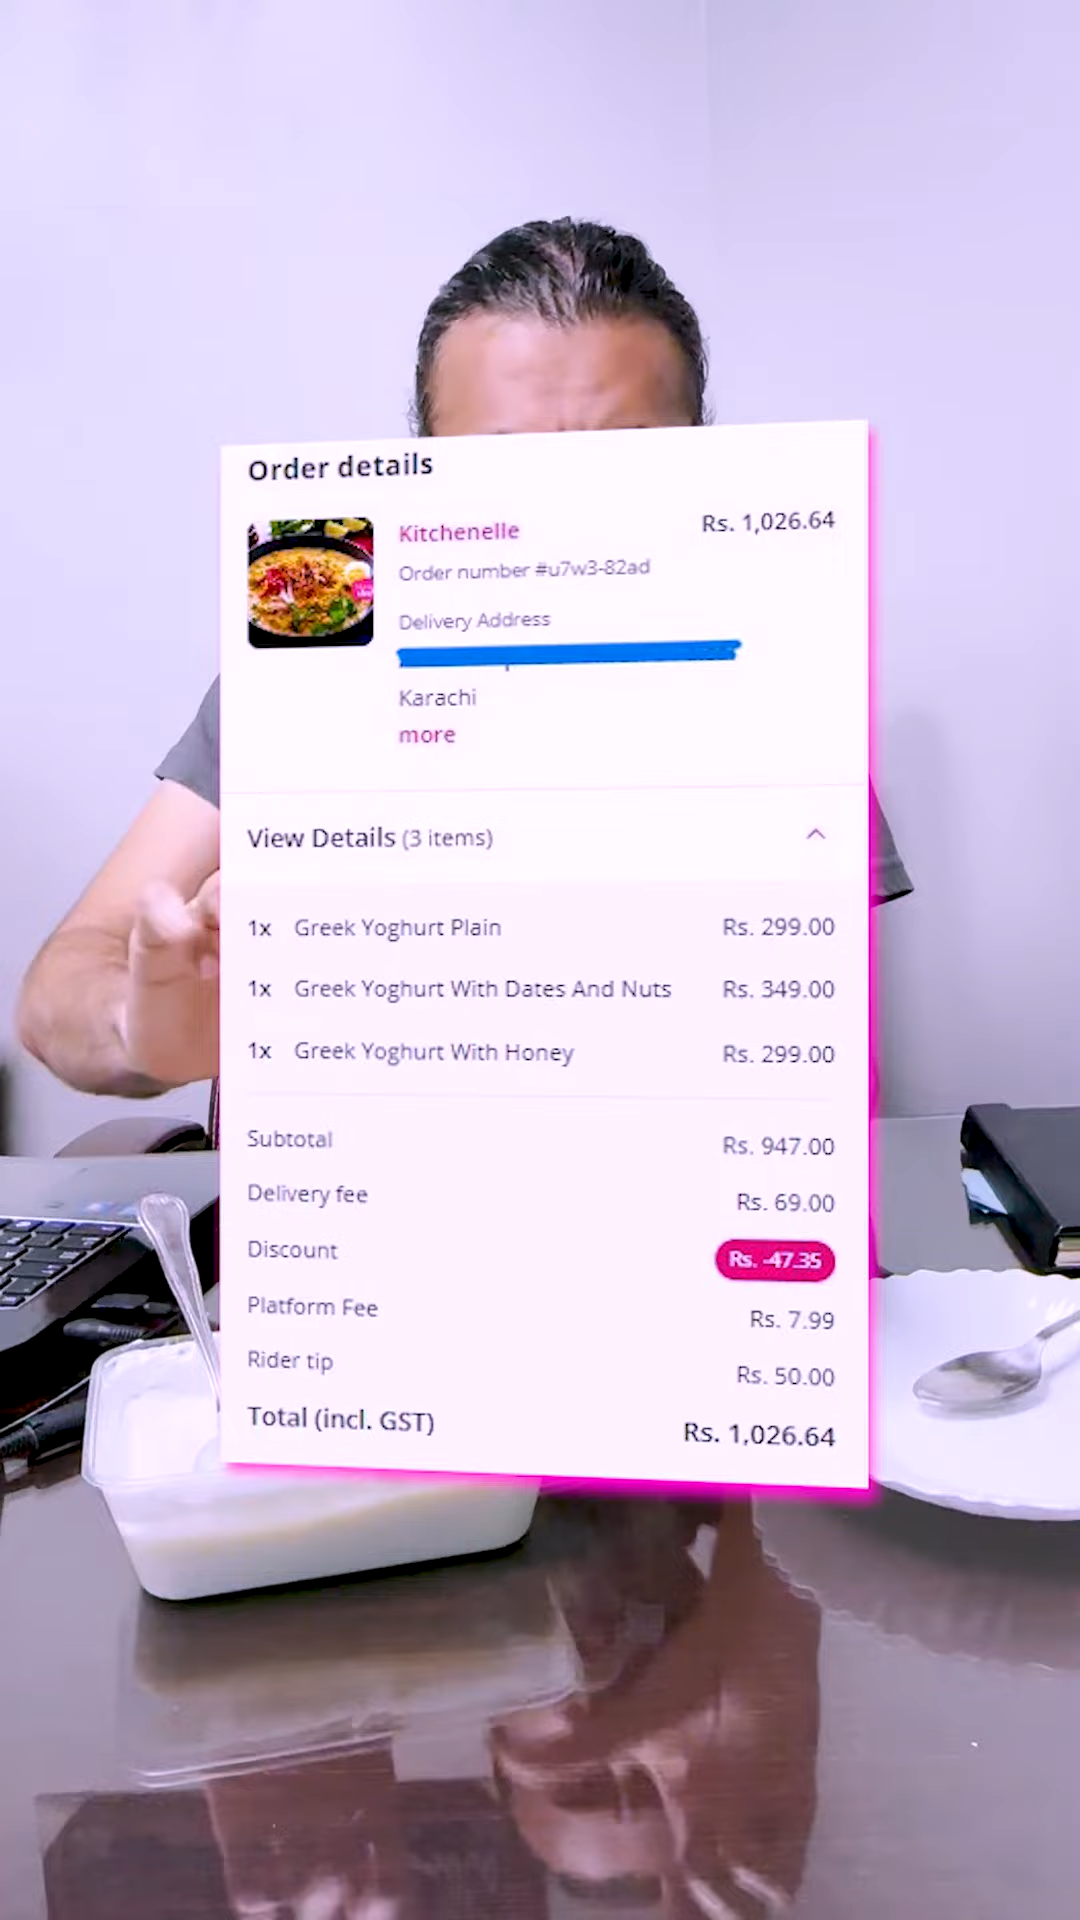 Order details
Kitchenelle Rs. 1,026.64
Order number #u7w3-82ad
Delivery Address
Karachi
more
View Details (3 items)
1x Greek Yoghurt Plain Rs. 299.00
1x Greek Yoghurt With Dates And Nuts Rs. 349.00
1x Greek Yoghurt With Honey Rs. 299.00
Subtotal Rs. 947.00
Delivery fee Rs. 69.00
Discount Rs. -47.35
Platform Fee Rs. 7.99
Rider tip Rs. 50.00
Total (incl. GST) Rs. 1,026.64